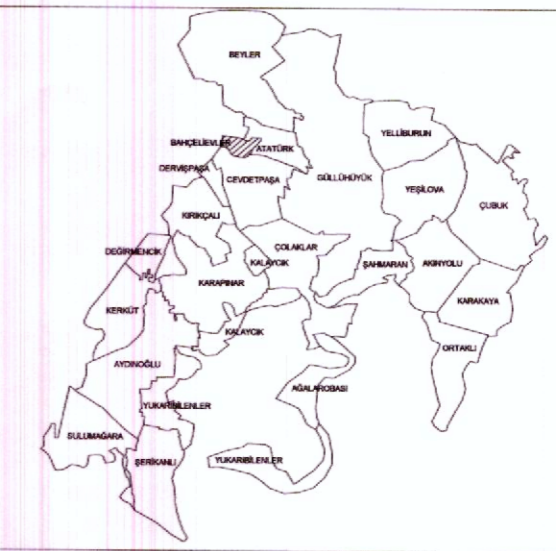 BEYLER
BAHÇELİEVLER
ATATÜRK
YELLİBURUN
DERVİŞPAŞA
CEVDETPAŞA
GÜLLÜHÜYÜK
YEŞİLOVA
ÇUBUK
KIRIKÇALI
DEĞİRMENCİK
ÇOLAKLAR
KALAYCIK
ŞAHMARAN
AKINYOLU
KARAPINAR
KARAKAYA
KERKÜT
KALAYCIK
ORTAKLI
AYDINOĞLU
AĞALAROBASI
YUKARIBİLENLER
SULUMAĞARA
ŞERİKANLI
YUKARIBİLENLER